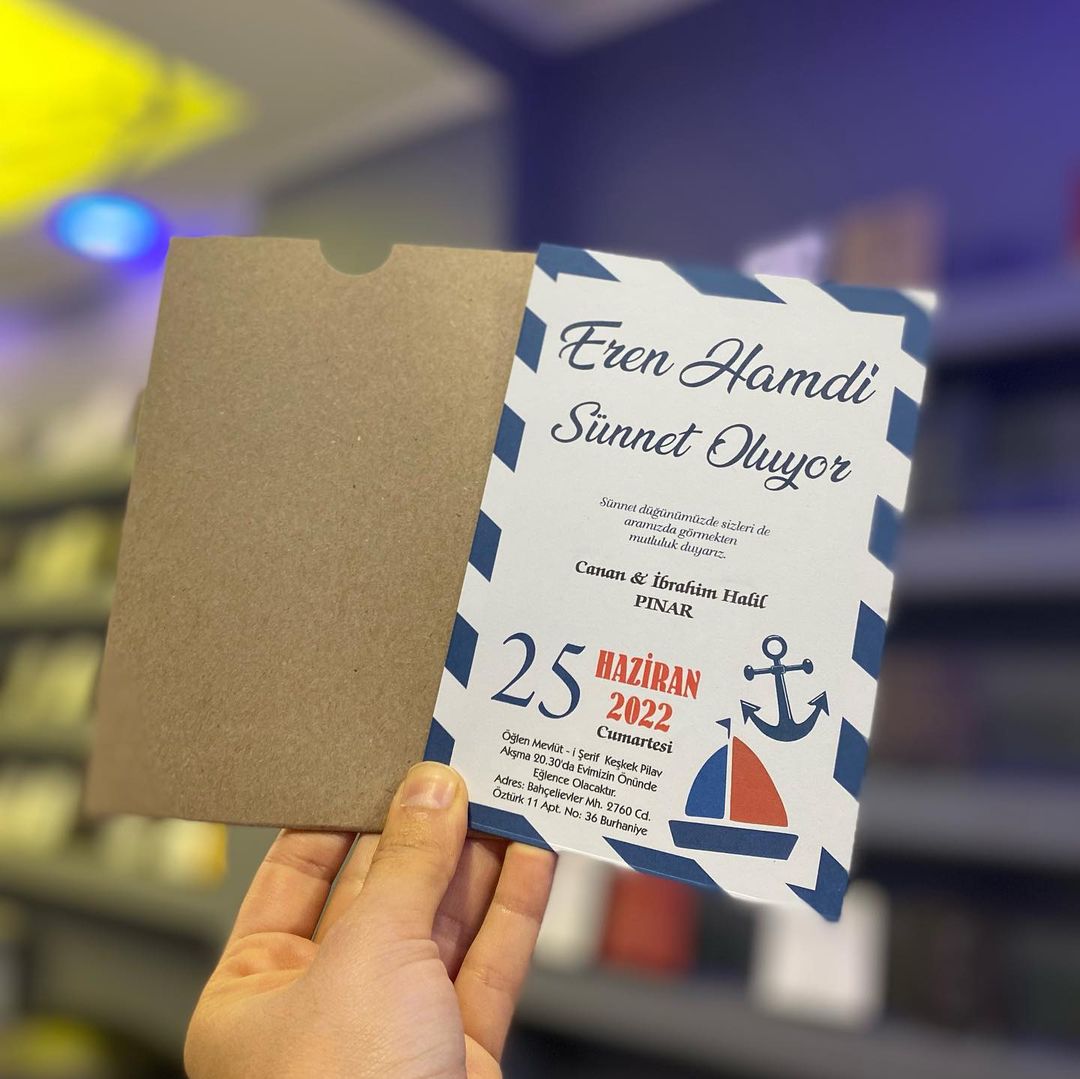 Eren Hamdi
Sünnet Oluyor
Sünnet düğünümüzde sizleri de
aramızda görmekten
mutluluk duyarız.
Canan & İbrahim Halil
PINAR
25 HAZİRAN
2022
Cumartesi
Öğlen Mevlüt - i Şerif Keşkek Pilav
Akşma 20.30'da Evimizin Önünde
Eğlence Olacaktır.
Adres: Bahçelievler Mh. 2760 Cd.
Öztürk 11 Apt. No: 36 Burhaniye